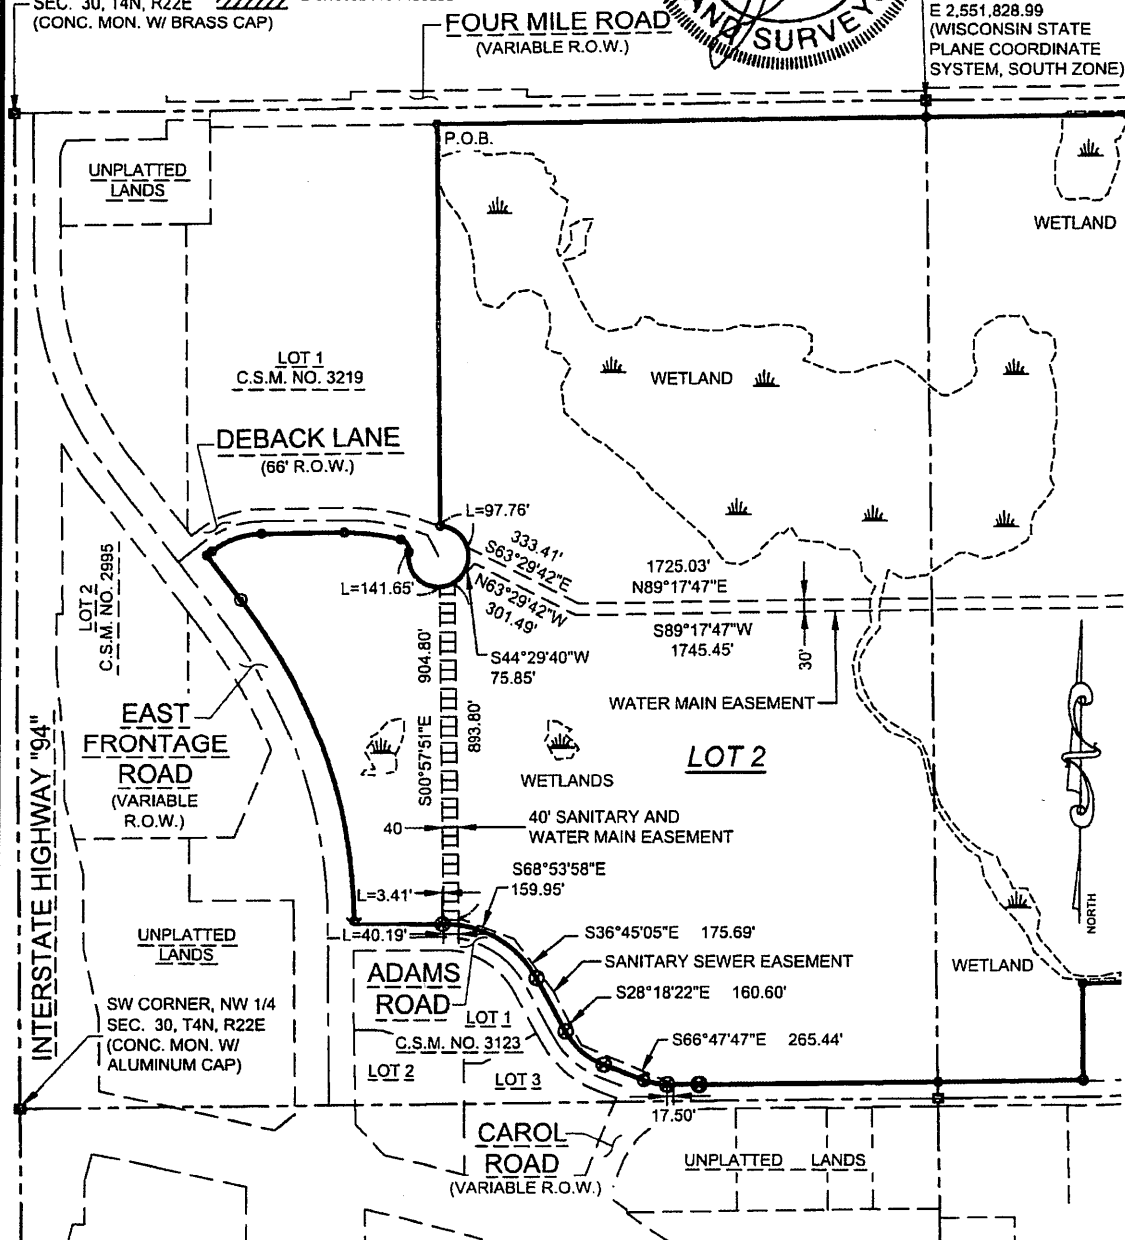 SEC. 30, T4N, R22E
(CONC. MON. W/ BRASS CAP)
FOUR MILE ROAD
(VARIABLE R.O.W.)
AND SURVEY
E 2,551,828.99
(WISCONSIN STATE
PLANE COORDINATE
SYSTEM, SOUTH ZONE)
P.O.B.
UNPLATTED
LANDS
WETLAND
LOT 1
C.S.M. NO. 3219
WETLAND
DEBACK LANE
(66' R.O.W.)
L=97.76'
333.41'
S63°29'42"E
1725.03'
N89°17'47"E
LOT 2
C.S.M. NO. 2995
L=141.65'
N63°29'42"W
301.49'
S89°17'47"W
1745.45'
30'
S44°29'40"W
75.85'
904.80'
S00°57'51"E
893.80'
WATER MAIN EASEMENT
EAST
FRONTAGE
ROAD
(VARIABLE
R.O.W.)
LOT 2
WETLANDS
INTERSTATE HIGHWAY "94"
40
40' SANITARY AND
WATER MAIN EASEMENT
S68°53'58"E
159.95'
L=3.41'
NORTH
UNPLATTED
LANDS
L=40.19'
S36°45'05"E 175.69'
SANITARY SEWER EASEMENT
WETLAND
ADAMS
ROAD
S28°18'22"E 160.60'
SW CORNER, NW 1/4
SEC. 30, T4N, R22E
(CONC. MON. W/
ALUMINUM CAP)
LOT 1
C.S.M. NO. 3123
S66°47'47"E 265.44'
LOT 2
LOT 3
17.50'
CAROL
ROAD
(VARIABLE R.O.W.)
UNPLATTED LANDS